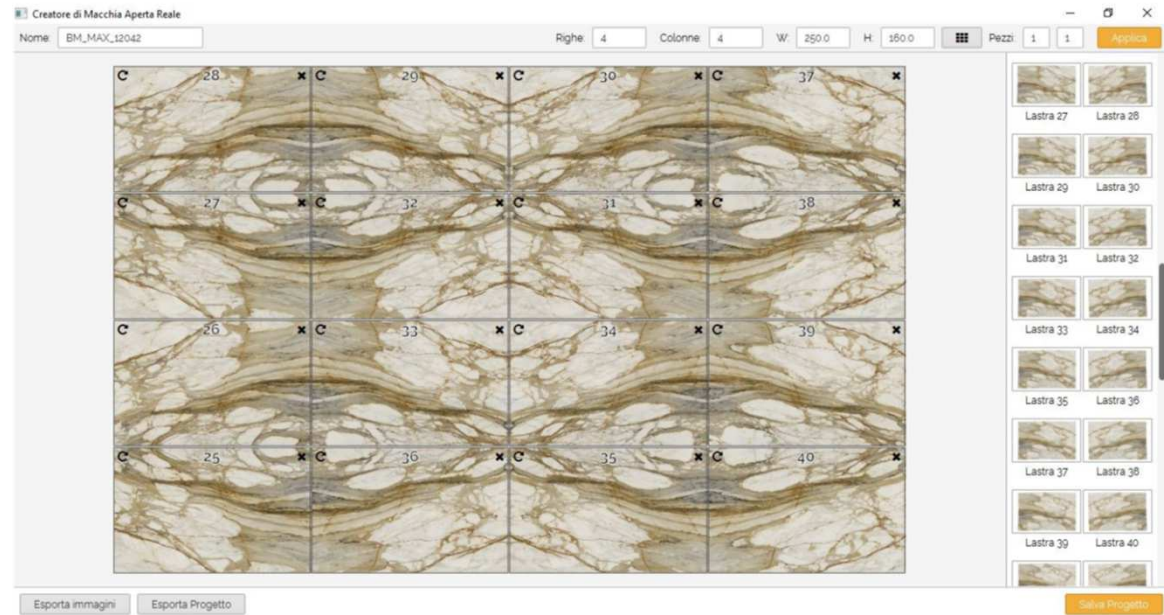 Creatore di Macchia Aperta Reale
Nome: BM_MAX_12042 Righe: 4 Colonne: 4 W: 250.0 H: 160.0 Pezzi: 1 1 Applica
28 29 30 37
27 32 31 38
26 33 34 39
25 36 35 40
Lastra 27 Lastra 28
Lastra 29 Lastra 30
Lastra 31 Lastra 32
Lastra 33 Lastra 34
Lastra 35 Lastra 36
Lastra 37 Lastra 38
Lastra 39 Lastra 40
Esporta immagini Esporta Progetto Salva Progetto